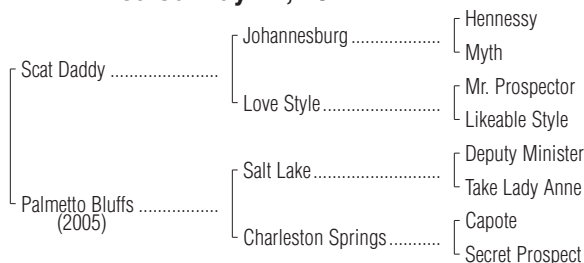 Hennessy
Johannesburg ....................
Myth
Scat Daddy ........................
Mr. Prospector
Love Style..........................
Likeable Style
Deputy Minister
Salt Lake............................
Take Lady Anne
Palmetto Bluffs .................
(2005)
Capote
Charleston Springs...........
Secret Prospect